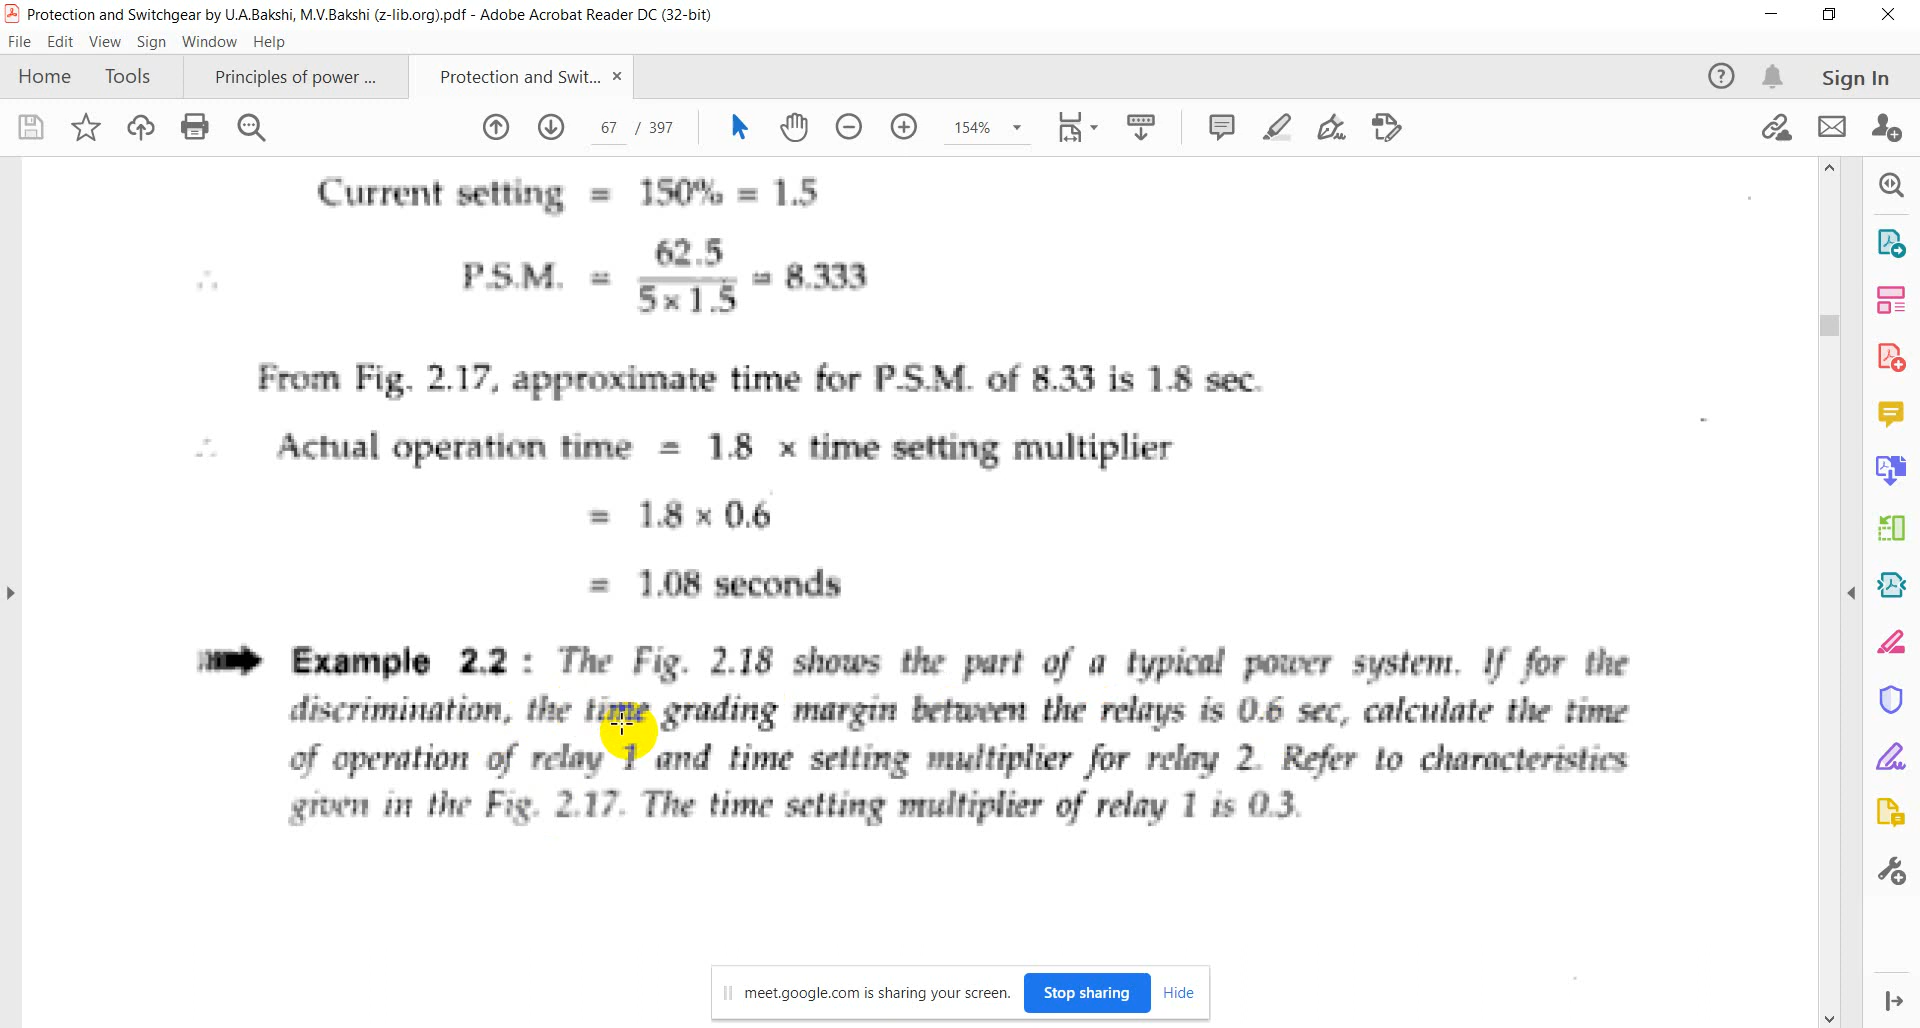 Protection and Switchgear by U.A.Bakshi, M.V.Bakshi (z-lib.org).pdf - Adobe Acrobat Reader DC (32-bit)
File Edit View Sign Window Help
Home Tools Principles of power ... Protection and Swit... ×
Sign In
67 / 397 154%
Current setting = 150% = 1.5
∴ P.S.M. = 62.5 / 5 × 1.5 = 8.333
From Fig. 2.17, approximate time for P.S.M. of 8.33 is 1.8 sec.
∴ Actual operation time = 1.8 × time setting multiplier
= 1.8 × 0.6
= 1.08 seconds
Example 2.2 : The Fig. 2.18 shows the part of a typical power system. If for the
discrimination, the time grading margin between the relays is 0.6 sec, calculate the time
of operation of relay 1 and time setting multiplier for relay 2. Refer to characteristics
given in the Fig. 2.17. The time setting multiplier of relay 1 is 0.3.
meet.google.com is sharing your screen. Stop sharing Hide